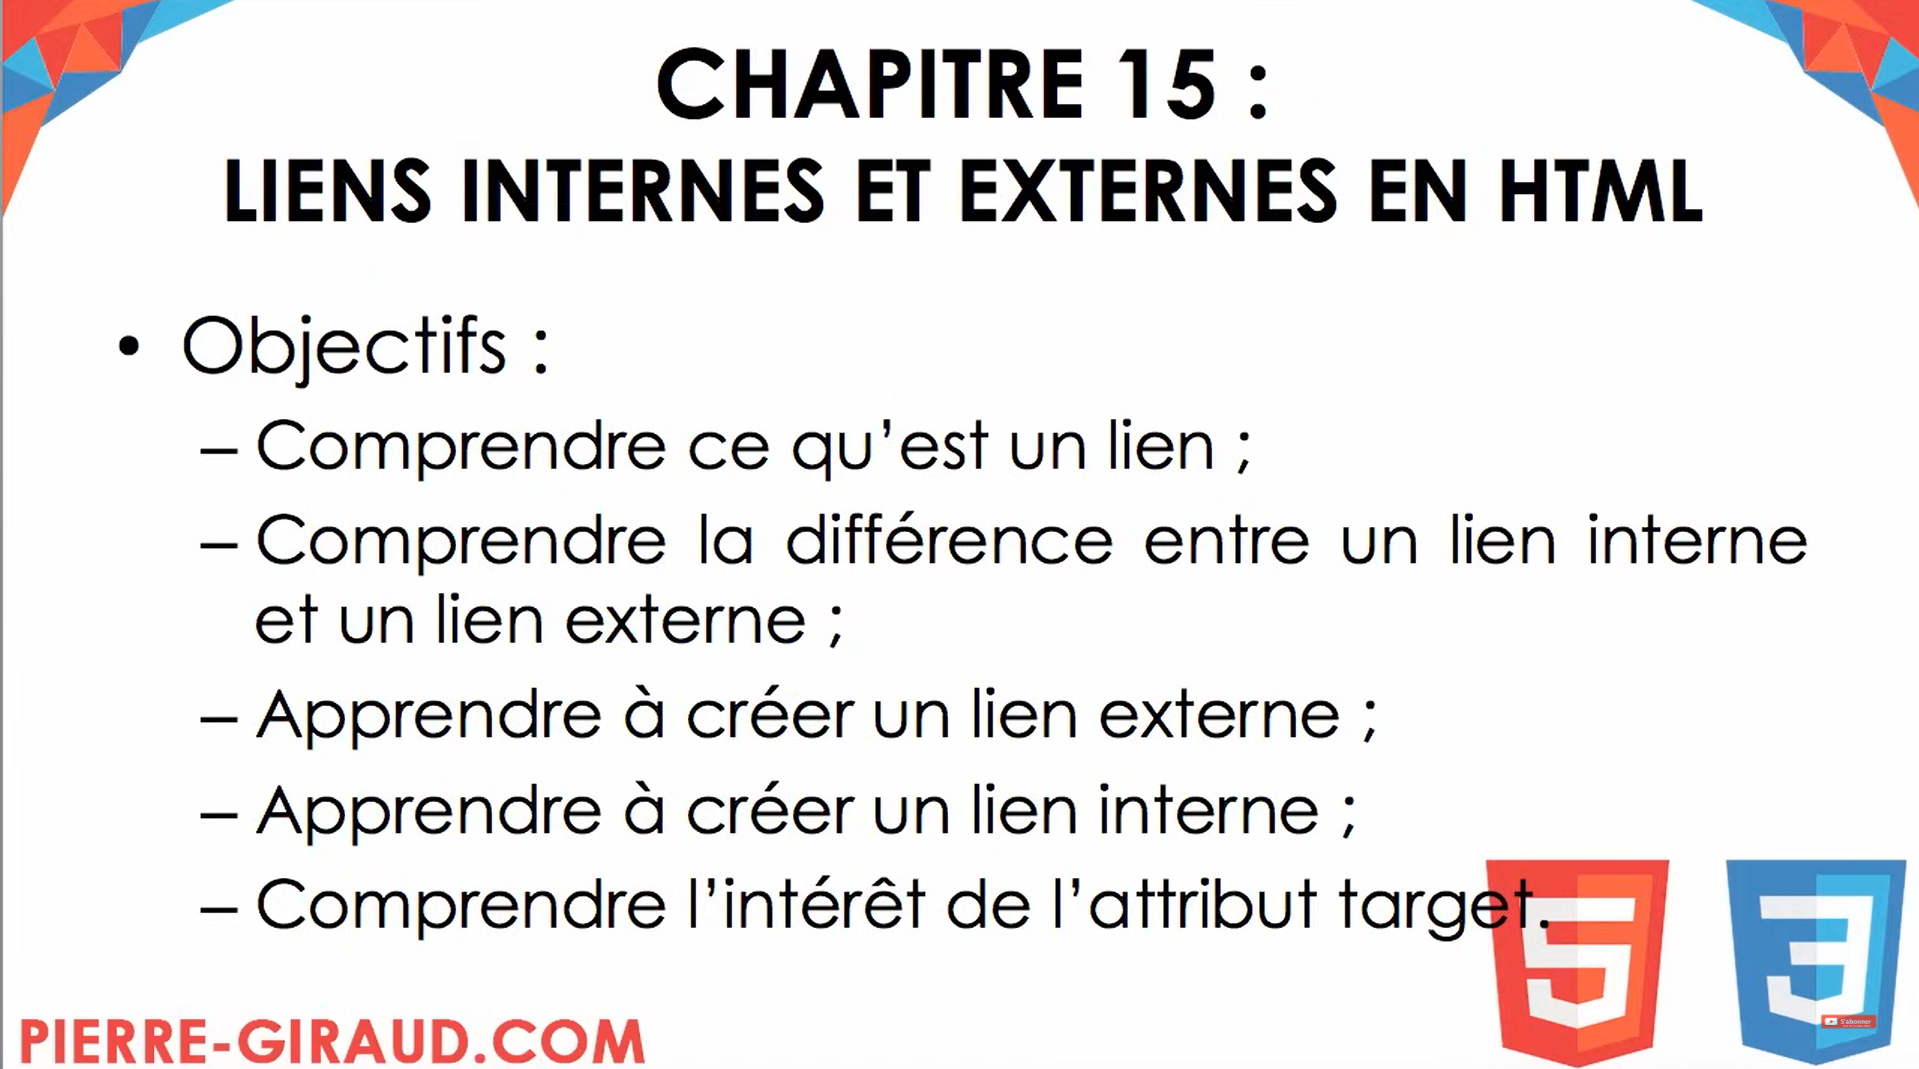 CHAPITRE 15 :
LIENS INTERNES ET EXTERNES EN HTML
• Objectifs :
– Comprendre ce qu’est un lien ;
– Comprendre la différence entre un lien interne
et un lien externe ;
– Apprendre à créer un lien externe ;
– Apprendre à créer un lien interne ;
– Comprendre l’intérêt de l’attribut target.
PIERRE-GIRAUD.COM
S'abonner